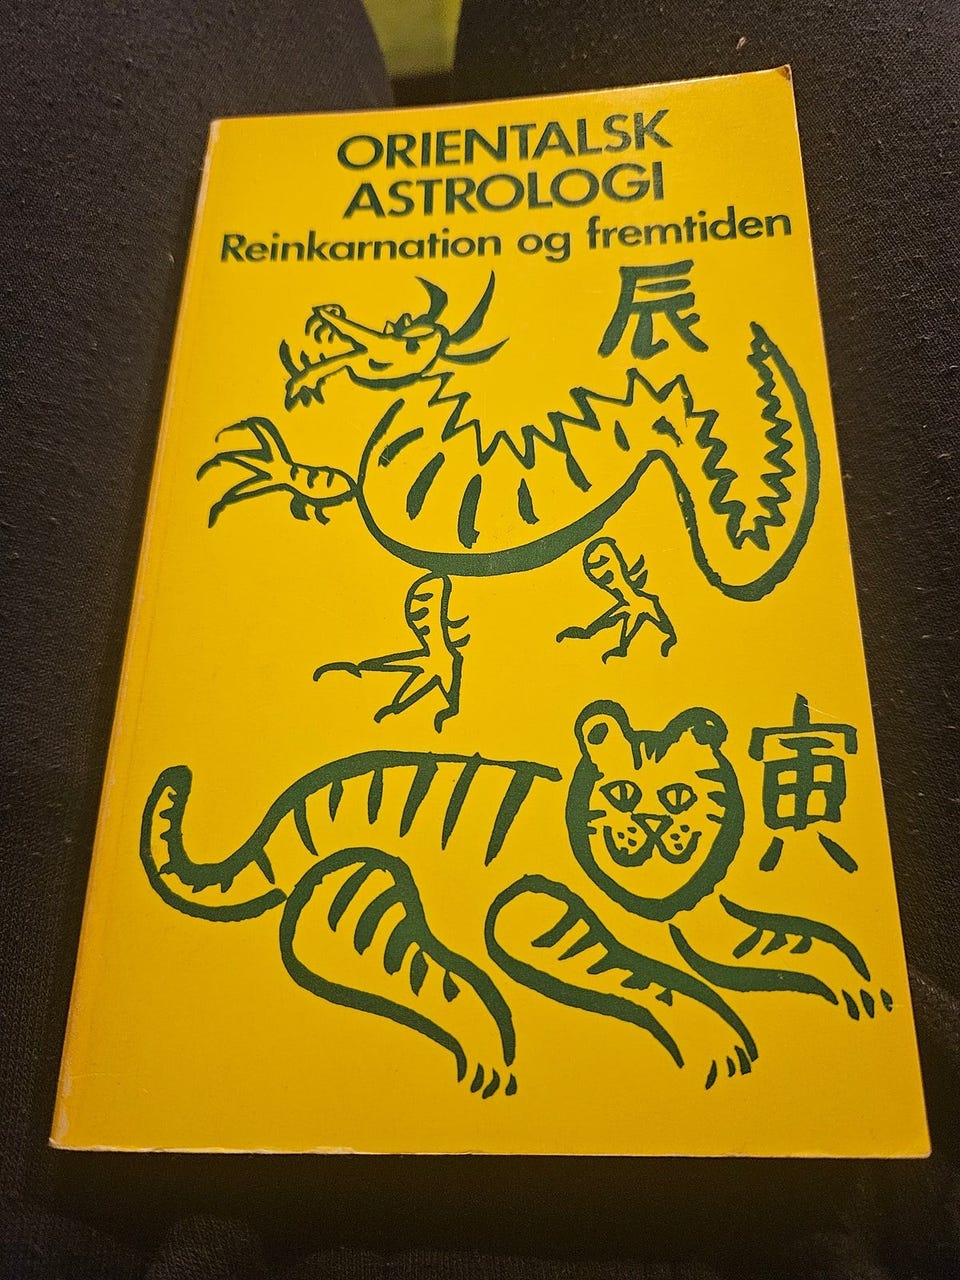 ORIENTALSK
ASTROLOGI
Reinkarnation og fremtiden
辰
寅